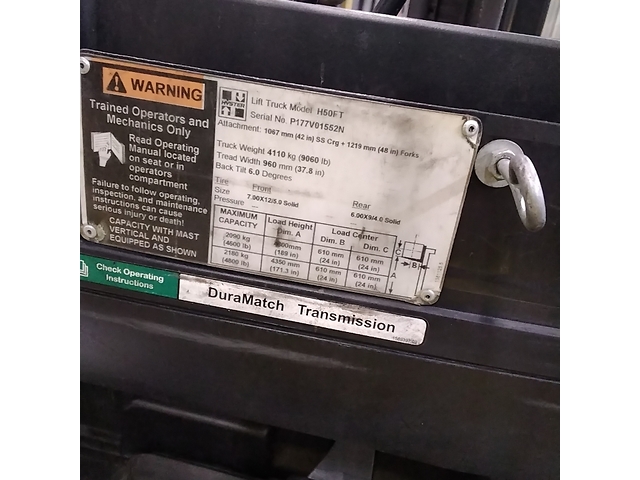 WARNING
Trained Operators and
Mechanics Only
Read Operating
Manual located
on seat or in
operators
compartment
Failure to follow operating,
inspection, and maintenance
instructions can cause
serious injury or death!
CAPACITY WITH MAST
VERTICAL AND
EQUIPPED AS SHOWN
HYSTER
Lift Truck Model H50FT
Serial No. P177V01552N
Attachment: 1067 mm (42 in) SS Crg + 1219 mm (48 in) Forks
Truck Weight 4110 kg (9060 lb)
Tread Width 960 mm (37.8 in)
Back Tilt 6.0 Degrees
Tire Front Rear
Size 7.00X12/5.0 Solid 6.00X9/4.0 Solid
Pressure
MAXIMUM CAPACITY Load Height Dim. A Load Center Dim. B Dim. C
2090 kg (4600 lb) (189 in) 610 mm (24 in) 610 mm (24 in)
2180 kg (4800 lb) 4350 mm (171.3 in) 610 mm (24 in) 610 mm (24 in)
C
B
A
Check Operating
Instructions
DuraMatch Transmission